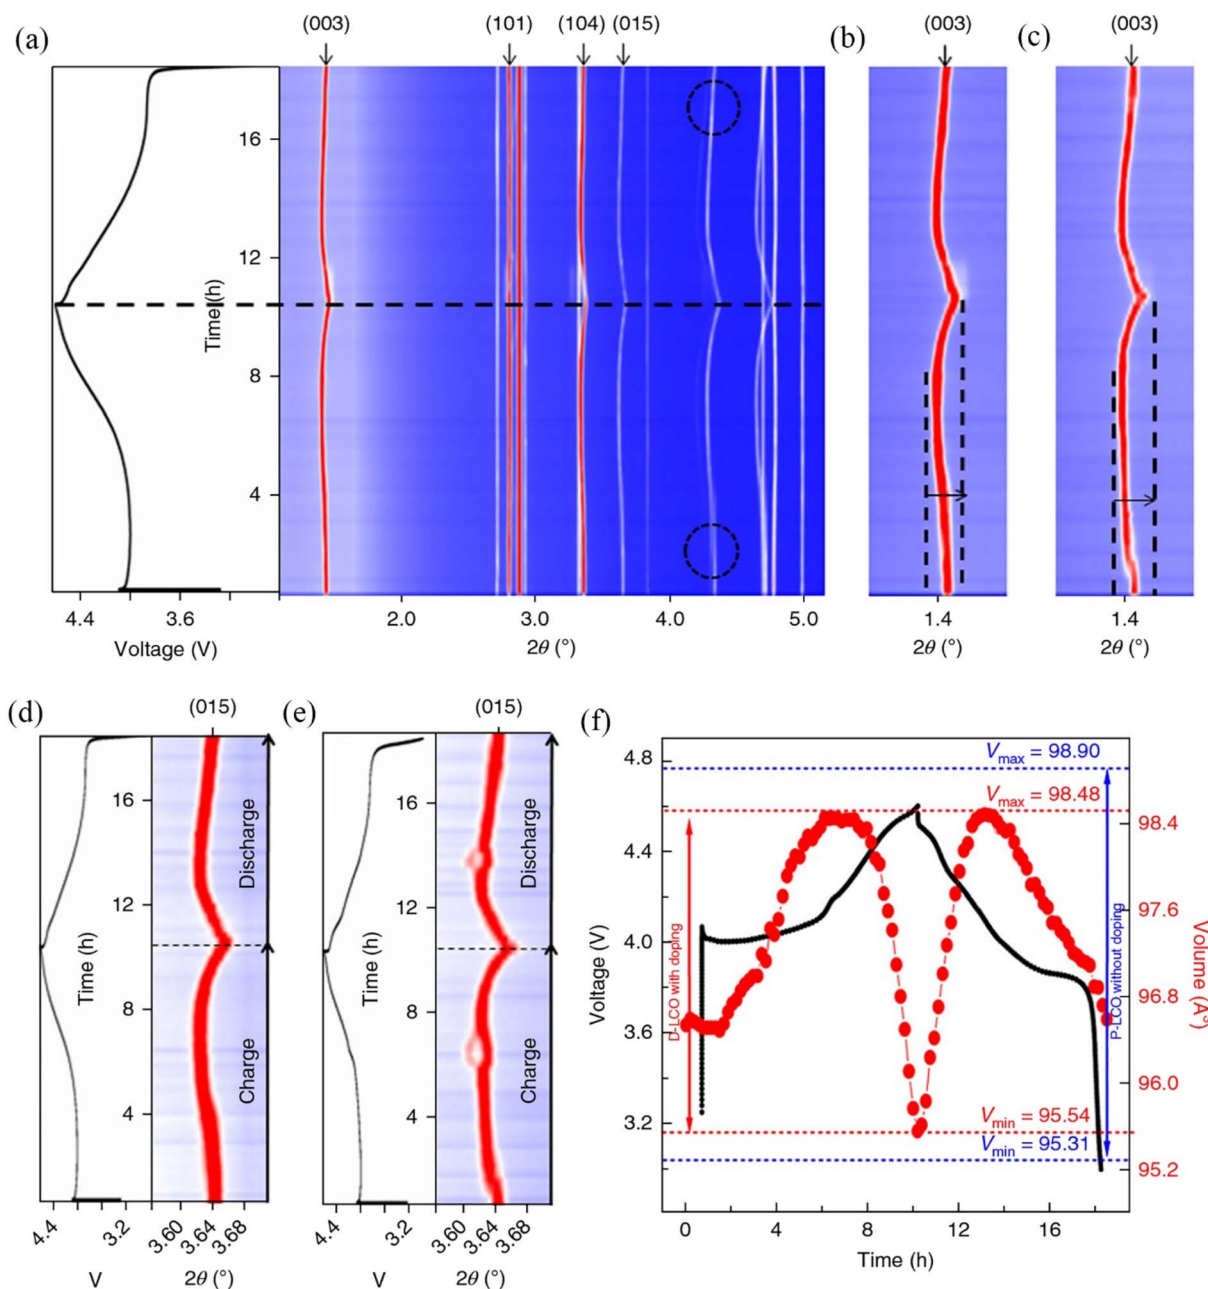 (a)
(003)
(101)
(104)
(015)
(b)
(003)
(c)
(003)
16
12
8
4
Time (h)
4.4
3.6
Voltage (V)
2.0
3.0
4.0
5.0
2θ (°)
1.4
2θ (°)
1.4
2θ (°)
(d)
(015)
16
12
8
4
Time (h)
Discharge
Charge
4.4
3.2
V
3.60
3.64
3.68
2θ (°)
(e)
(015)
16
12
8
4
Time (h)
Discharge
Charge
4.4
3.2
V
3.60
3.64
3.68
2θ (°)
(f)
Vmax = 98.90
Vmax = 98.48
Vmin = 95.54
Vmin = 95.31
D-LCO with doping
P-LCO without doping
4.8
4.4
4.0
3.6
3.2
Voltage (V)
98.4
97.6
96.8
96.0
95.2
Volume (A³)
0
4
8
12
16
Time (h)